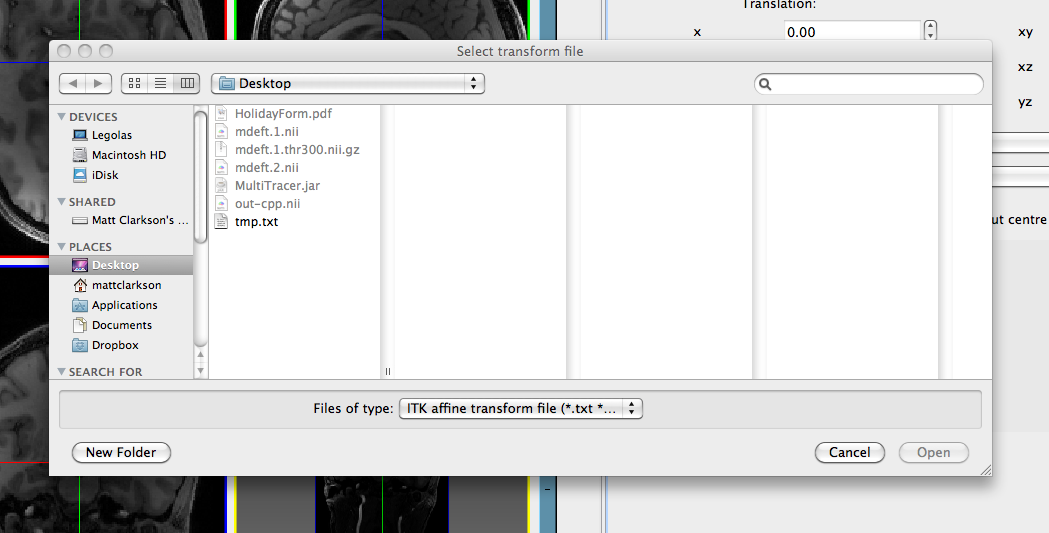 Translation:
x 0.00 xy
Select transform file
xz
Desktop
yz
DEVICES
Legolas
Macintosh HD
iDisk
SHARED
Matt Clarkson's ...
PLACES
Desktop
mattclarkson
Applications
Documents
Dropbox
SEARCH FOR
HolidayForm.pdf
mdeft.1.nii
mdeft.1.thr300.nii.gz
mdeft.2.nii
MultiTracer.jar
out-cpp.nii
tmp.txt
ut centre
Files of type: ITK affine transform file (*.txt *...
New Folder Cancel Open